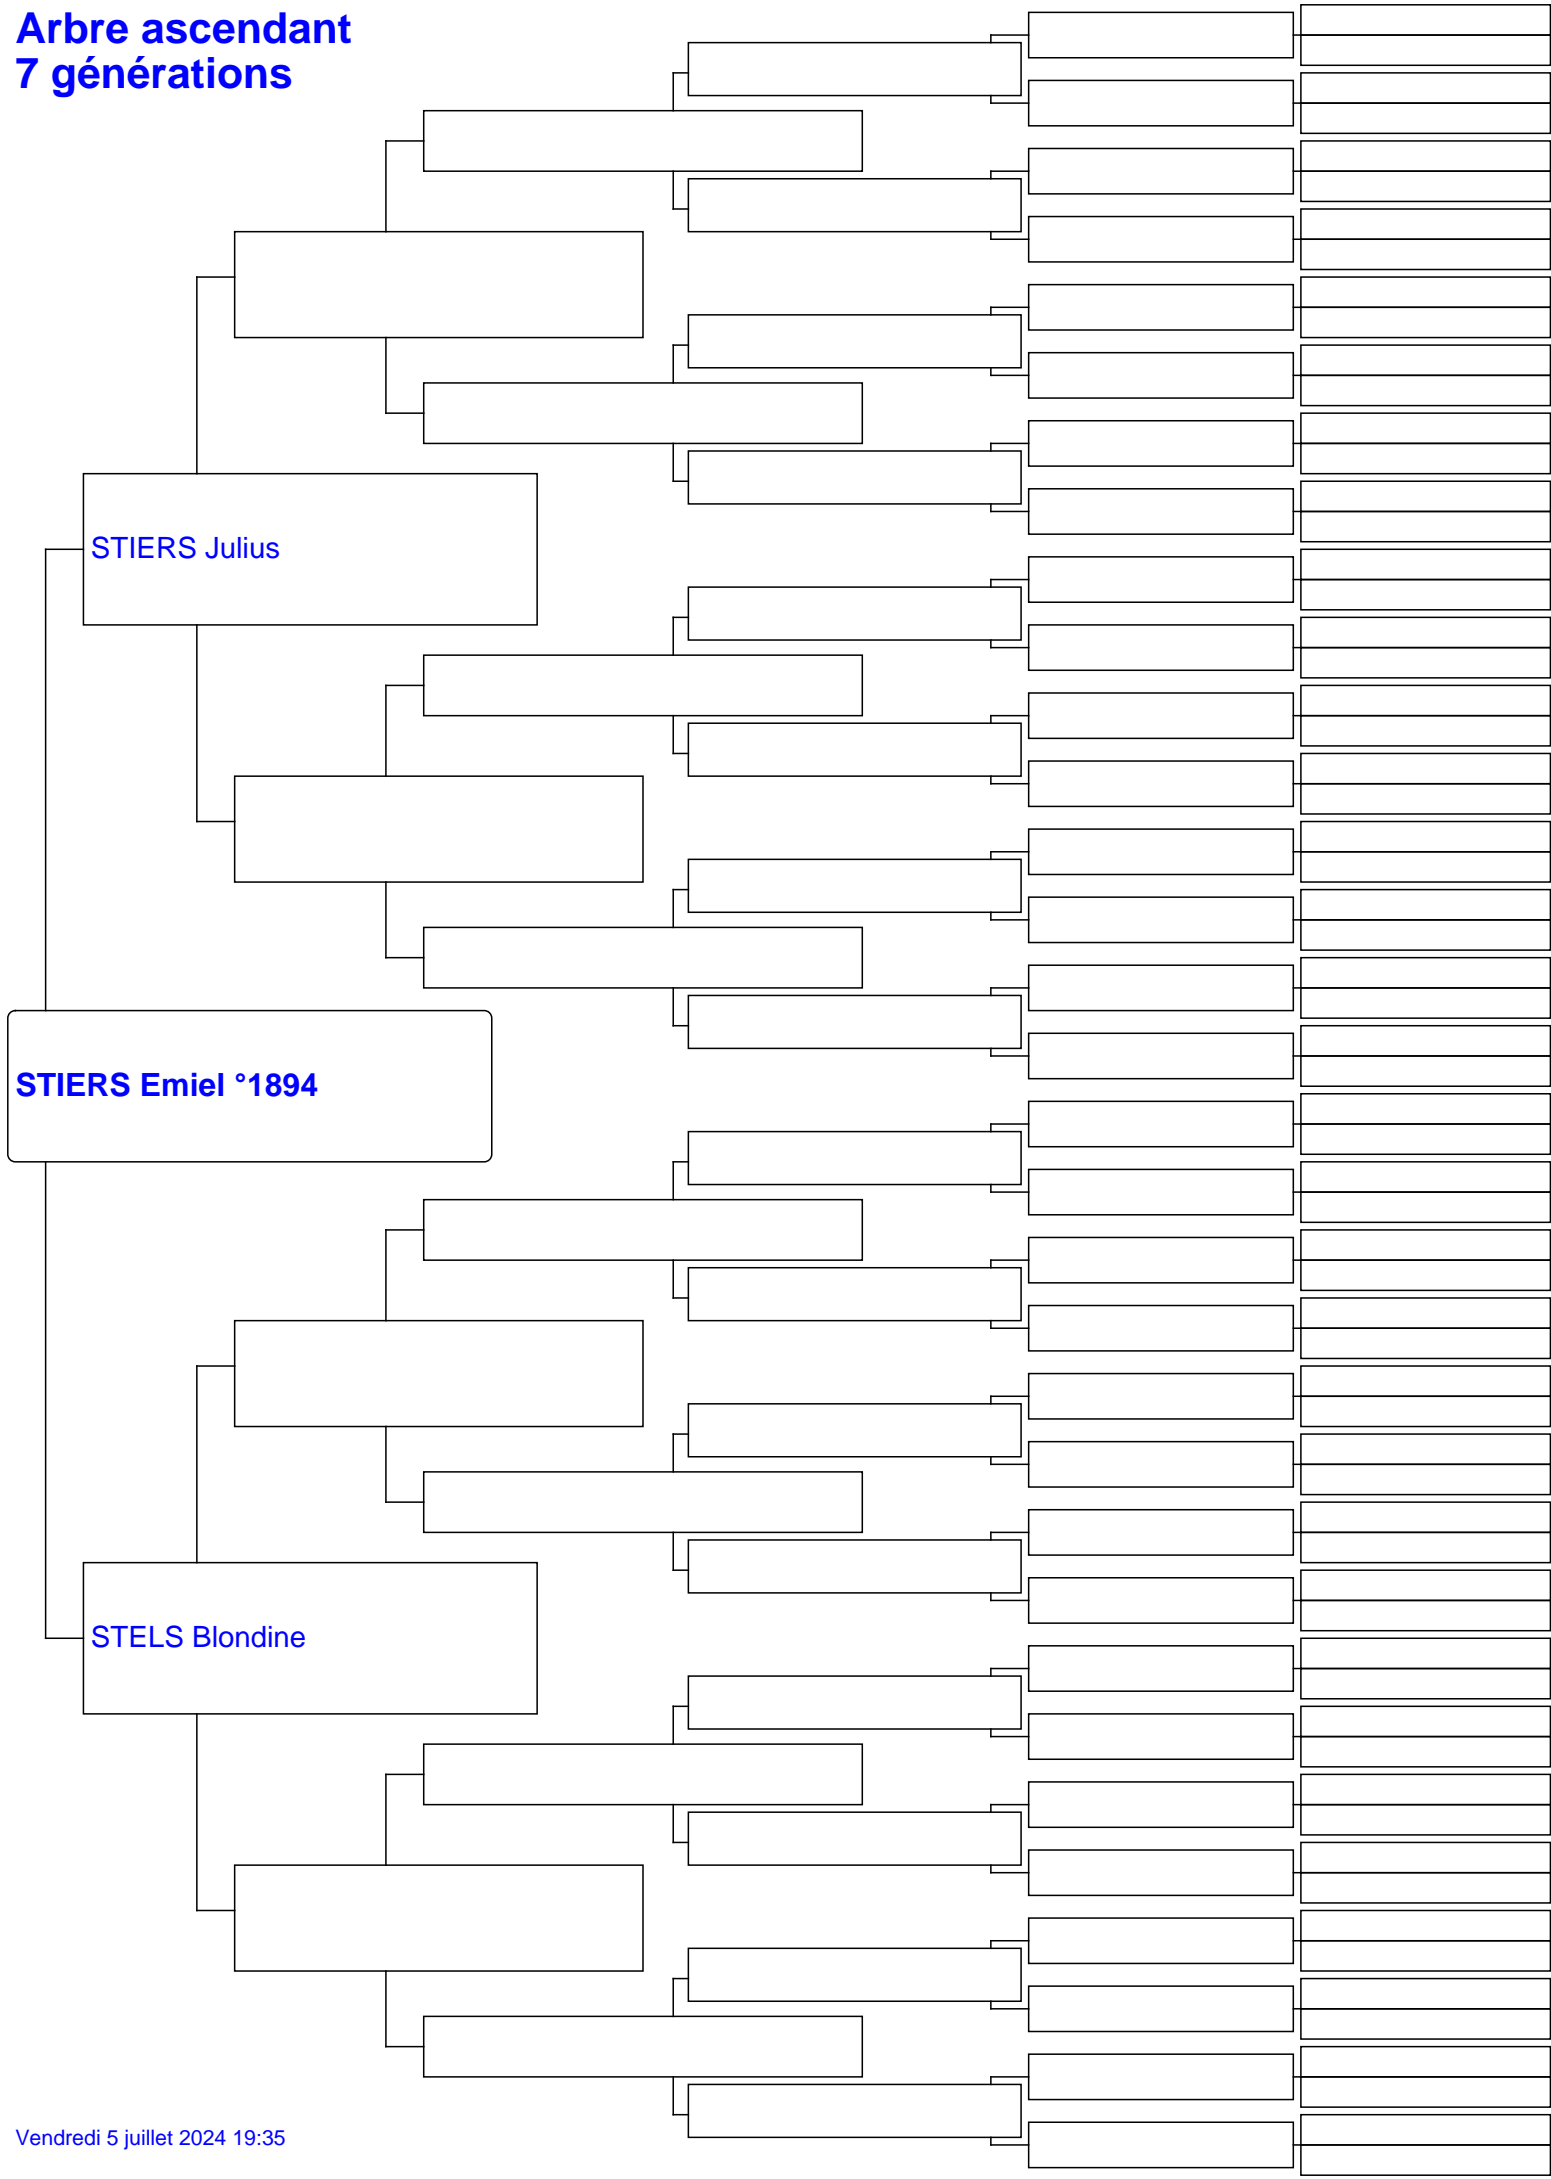 Arbre ascendant
7 générations
STIERS Julius
STIERS Emiel °1894
STELS Blondine
Vendredi 5 juillet 2024 19:35